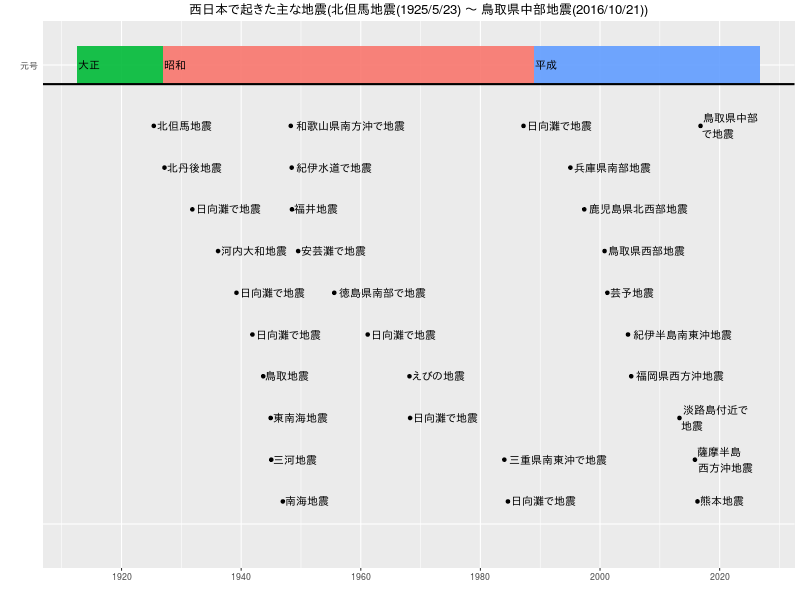 西日本で起きた主な地震(北但馬地震(1925/5/23) ～ 鳥取県中部地震(2016/10/21))
元号
大正 昭和 平成
北但馬地震 和歌山県南方沖で地震 日向灘で地震 鳥取県中部
で地震
北丹後地震 紀伊水道で地震 兵庫県南部地震
日向灘で地震 福井地震 鹿児島県北西部地震
河内大和地震 安芸灘で地震 鳥取県西部地震
日向灘で地震 徳島県南部で地震 芸予地震
日向灘で地震 日向灘で地震 紀伊半島南東沖地震
鳥取地震 えびの地震 福岡県西方沖地震
東南海地震 日向灘で地震 淡路島付近で
地震
三河地震 三重県南東沖で地震 薩摩半島
西方沖地震
南海地震 日向灘で地震 熊本地震
1920 1940 1960 1980 2000 2020